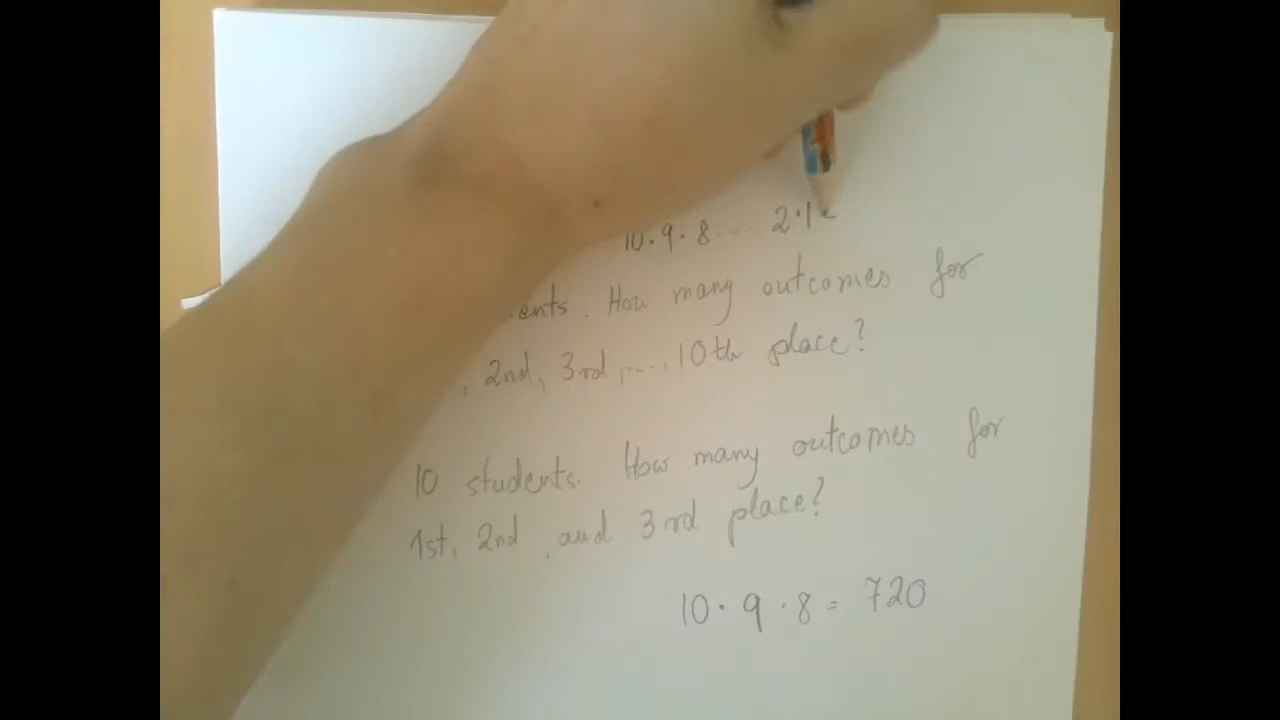 10·9·8 ... 2·1
How many outcomes for
, 2nd, 3rd, ..., 10th place?
10 students. How many outcomes for
1st, 2nd, and 3rd place?
10·9·8 = 720